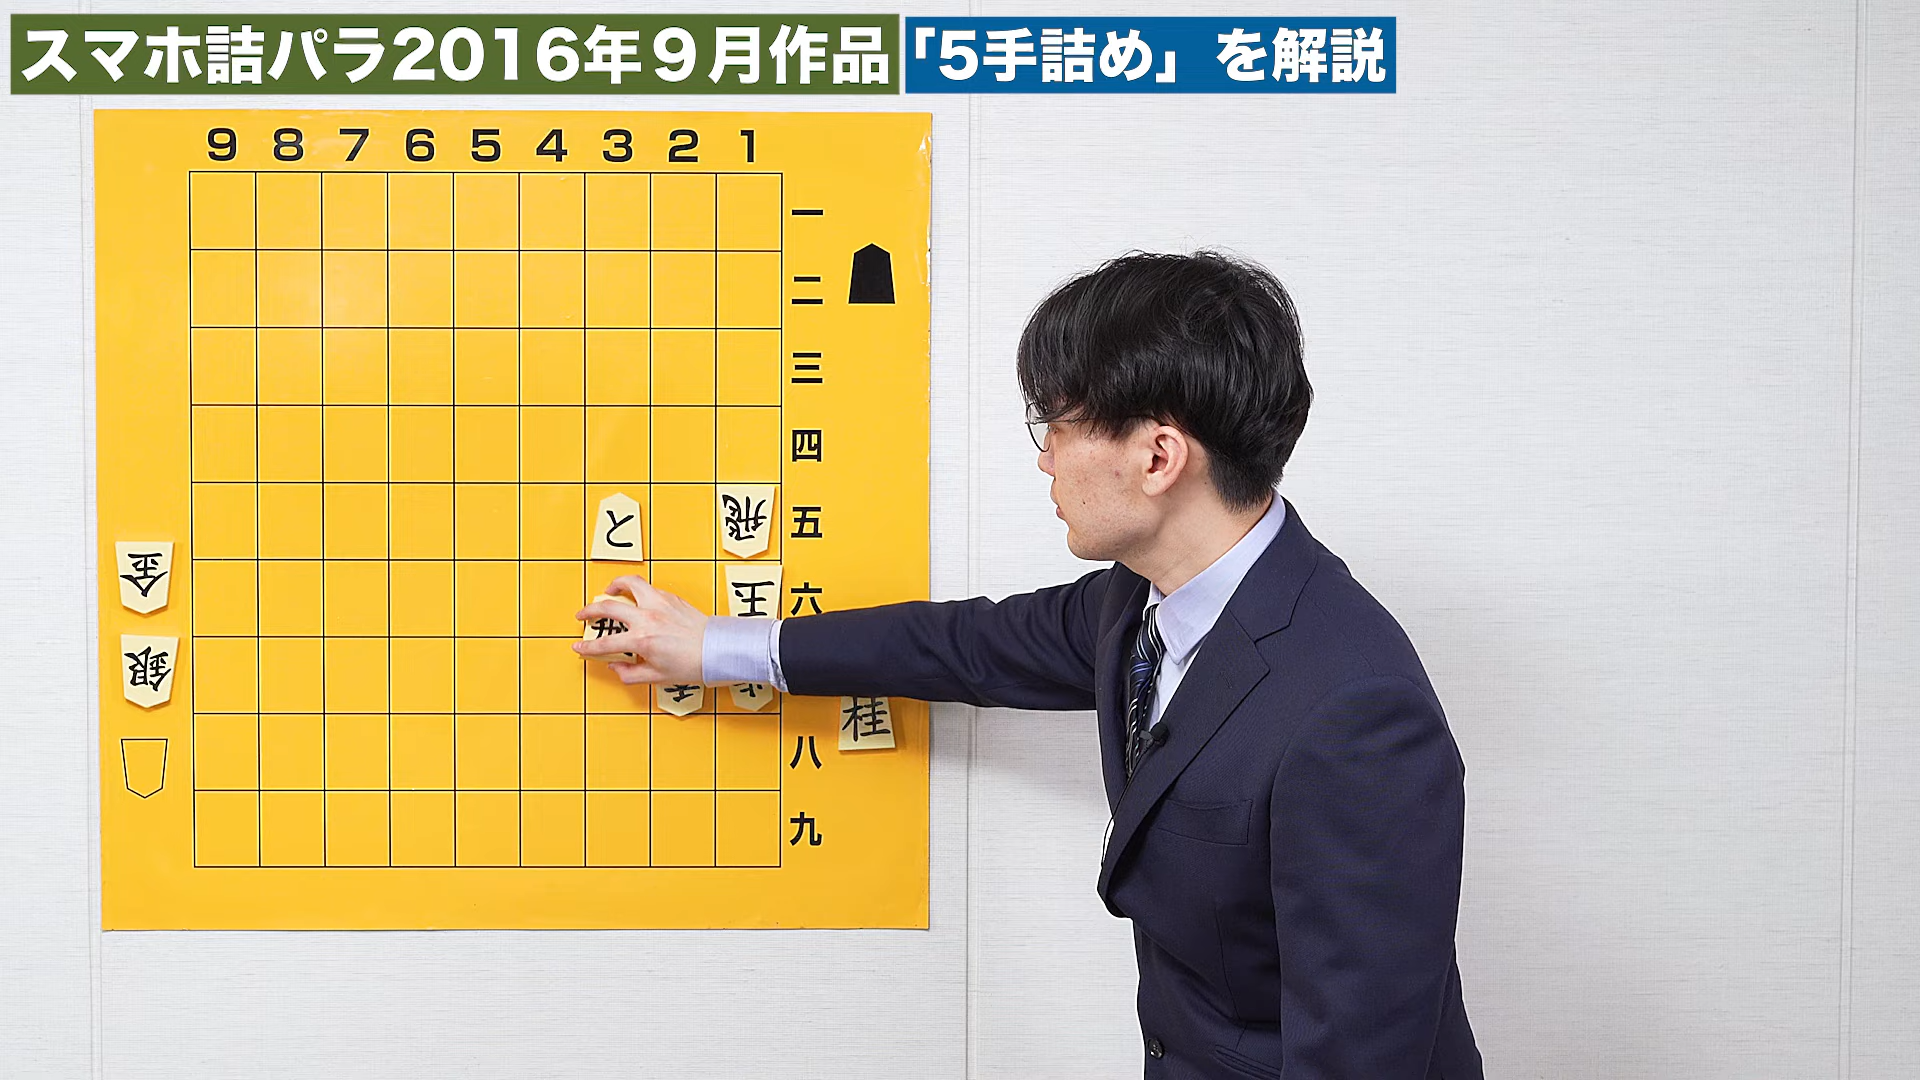 スマホ詰パラ2016年9月作品「5手詰め」を解説
9 8 7 6 5 4 3 2 1
一
二
三
四
と 飛 五
金 玉 六
銀
桂
八
九